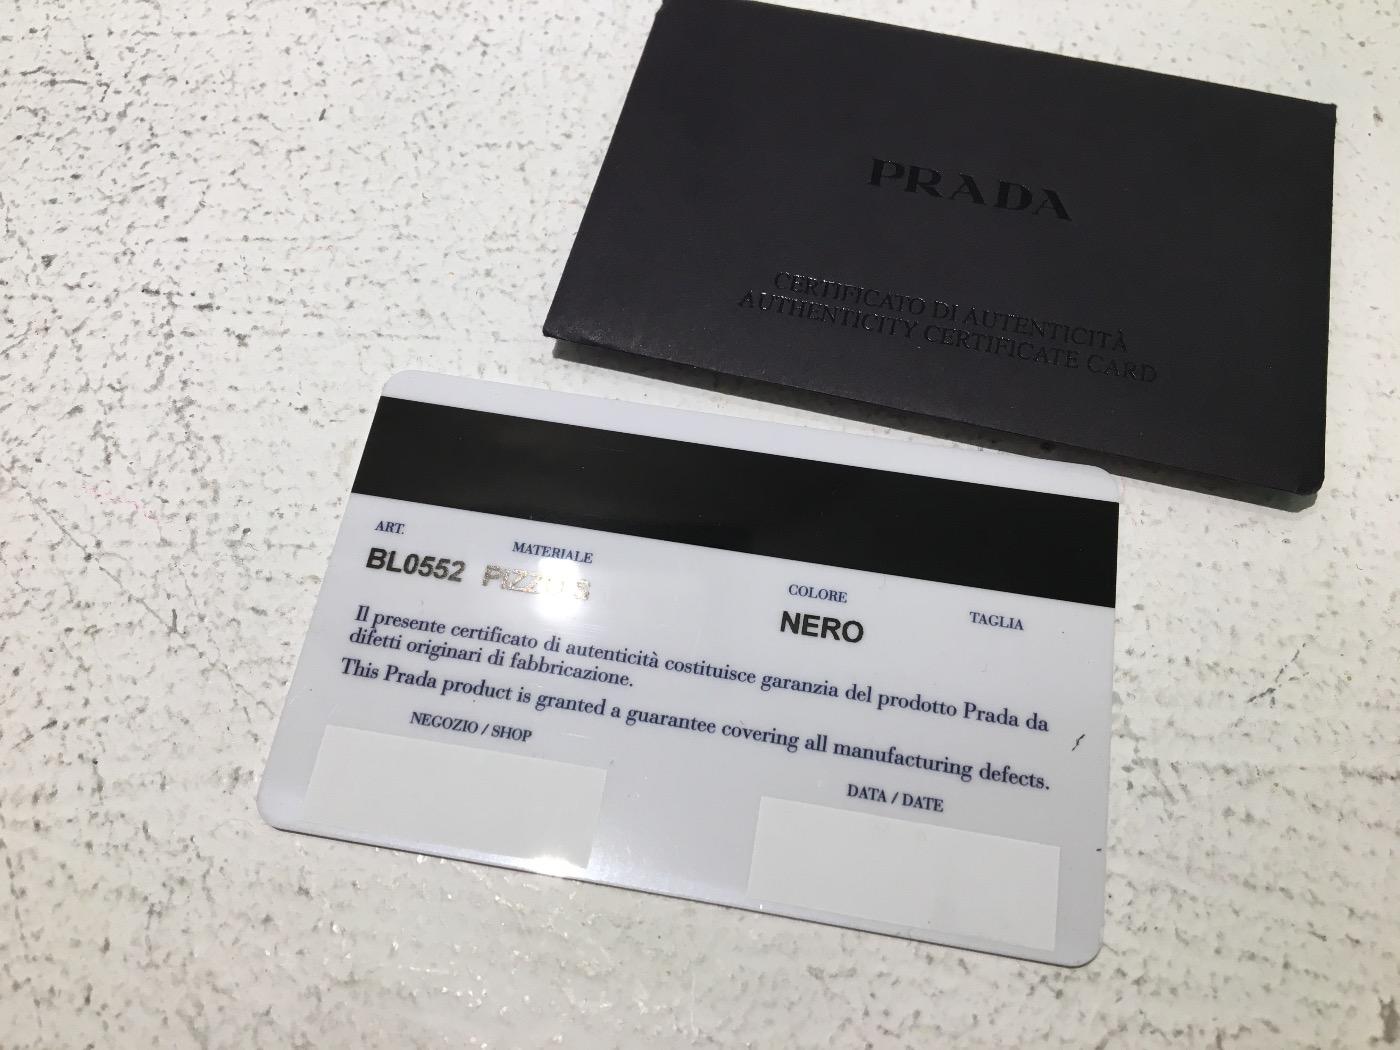 PRADA
CERTIFICATO DI AUTENTICITÀ
AUTHENTICITY CERTIFICATE CARD
ART. MATERIALE COLORE TAGLIA
BL0552 NERO
Il presente certificato di autenticità costituisce garanzia del prodotto Prada da
difetti originari di fabbricazione.
This Prada product is granted a guarantee covering all manufacturing defects.
NEGOZIO / SHOP DATA / DATE